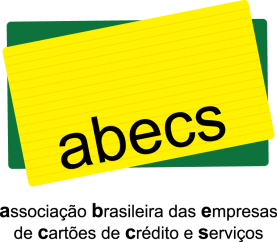 abecs
associação brasileira das empresas
de cartões de crédito e serviços